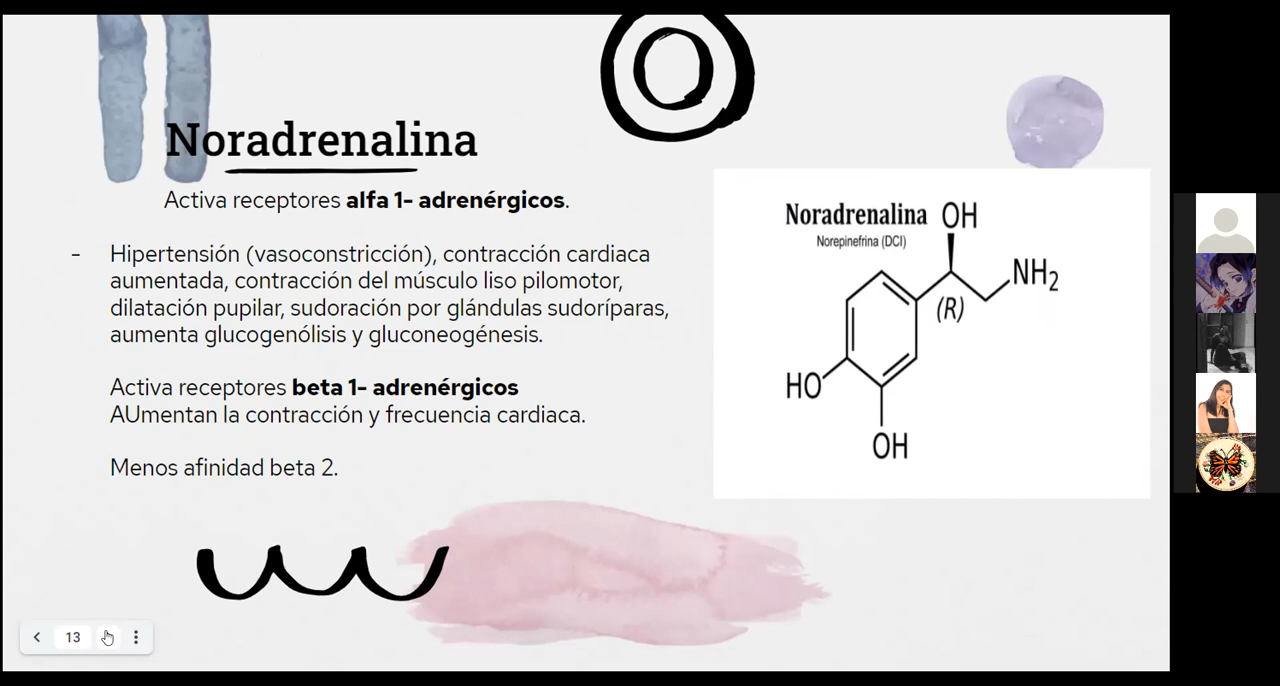 Noradrenalina
Activa receptores alfa 1- adrenérgicos.
- Hipertensión (vasoconstricción), contracción cardiaca
aumentada, contracción del músculo liso pilomotor,
dilatación pupilar, sudoración por glándulas sudoríparas,
aumenta glucogenólisis y gluconeogénesis.
Activa receptores beta 1- adrenérgicos
AUmentan la contracción y frecuencia cardiaca.
Menos afinidad beta 2.
Noradrenalina
Norepinefrina (DCI)
OH
NH2
(R)
HO
OH
13